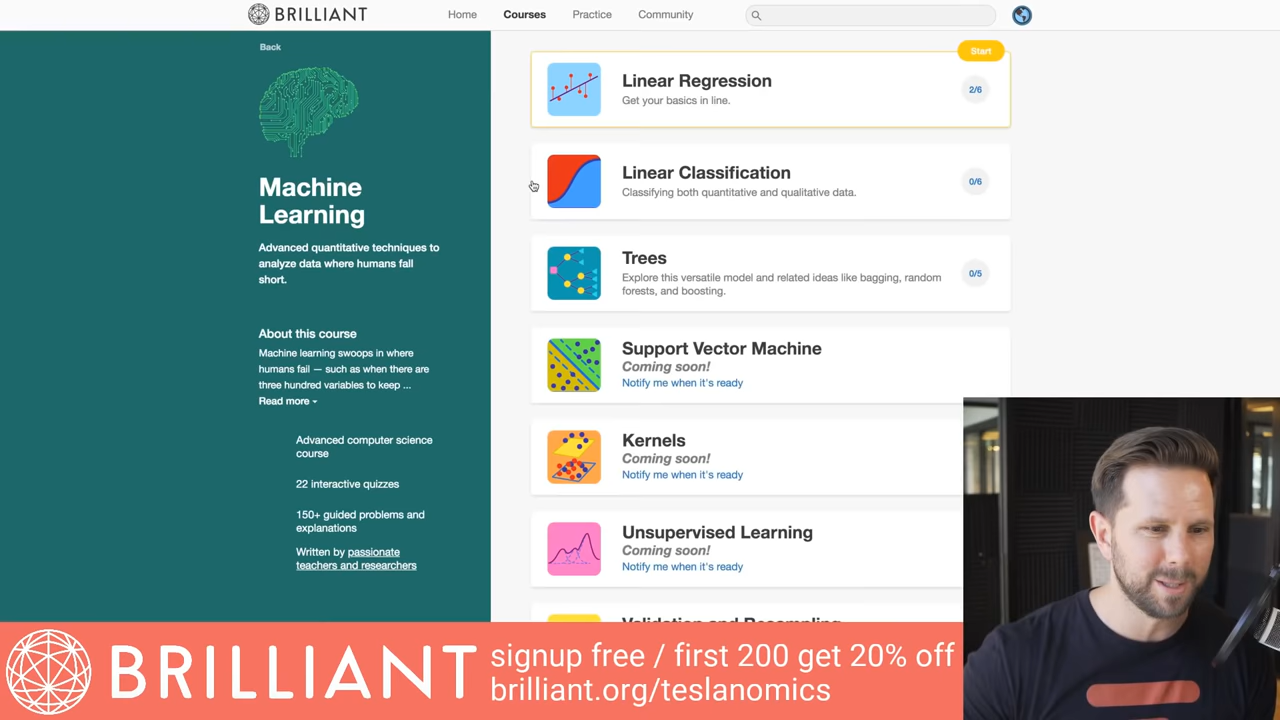 BRILLIANT
Home
Courses
Practice
Community
Back
Machine
Learning
Advanced quantitative techniques to
analyze data where humans fall
short.
About this course
Machine learning swoops in where
humans fail — such as when there are
three hundred variables to keep ...
Read more
Advanced computer science
course
22 interactive quizzes
150+ guided problems and
explanations
Written by passionate
teachers and researchers
Start
Linear Regression
Get your basics in line.
2/6
Linear Classification
Classifying both quantitative and qualitative data.
0/6
Trees
Explore this versatile model and related ideas like bagging, random
forests, and boosting.
0/5
Support Vector Machine
Coming soon!
Notify me when it's ready
Kernels
Coming soon!
Notify me when it's ready
Unsupervised Learning
Coming soon!
Notify me when it's ready
Validation and Resampling
BRILLIANT
signup free / first 200 get 20% off
brilliant.org/teslanomics